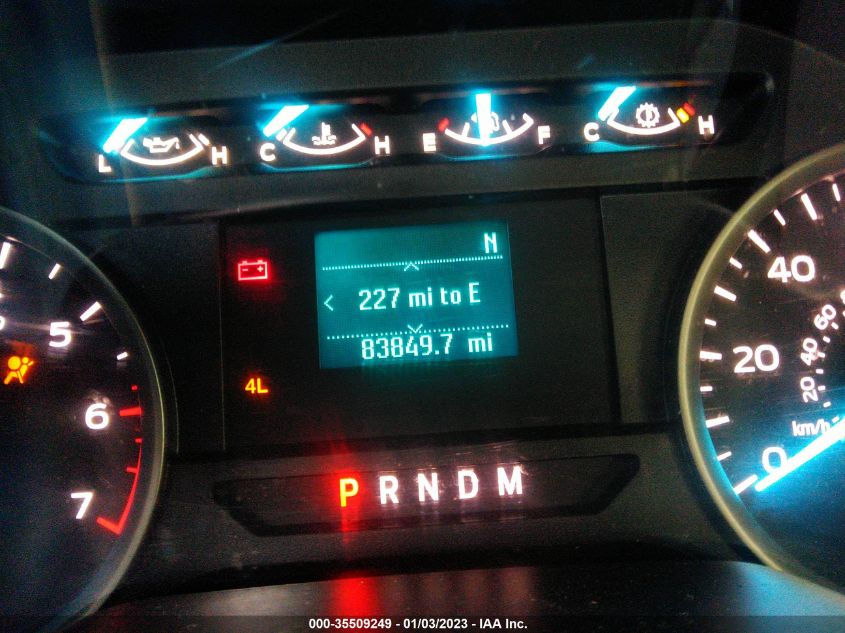 L H C H E F C H
N
227 mi to E
83849.7 mi
4L
5
6
7
P R N D M
40
20
0
60
40
20
km/h
000-35509249 - 01/03/2023 - IAA Inc.